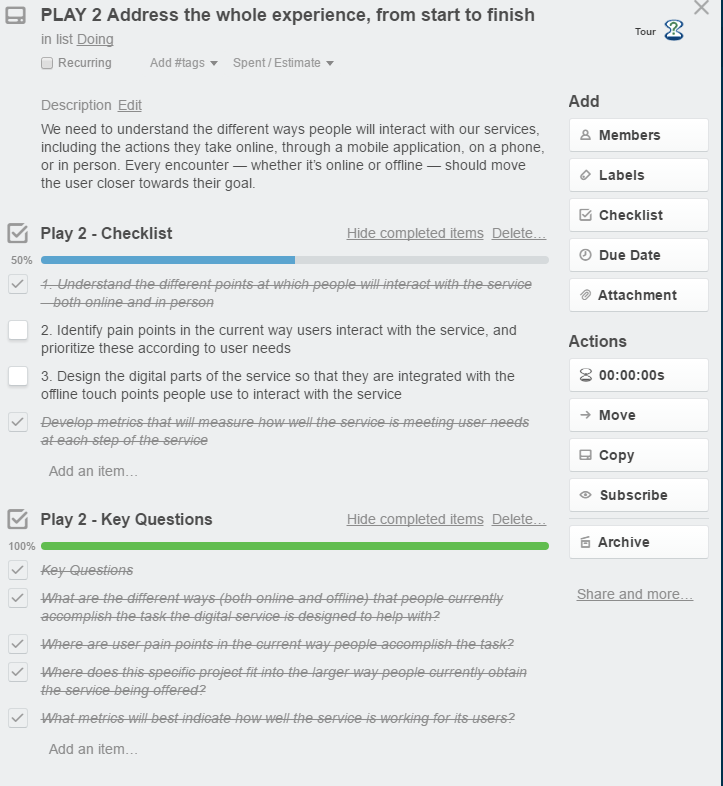 PLAY 2 Address the whole experience, from start to finish
in list Doing
Tour
Recurring Add #tags Spent / Estimate
Description Edit
We need to understand the different ways people will interact with our services,
including the actions they take online, through a mobile application, on a phone,
or in person. Every encounter — whether it's online or offline — should move
the user closer towards their goal.
Play 2 - Checklist Hide completed items Delete…
50%
1. Understand the different points at which people will interact with the service
– both online and in person
2. Identify pain points in the current way users interact with the service, and
prioritize these according to user needs
3. Design the digital parts of the service so that they are integrated with the
offline touch points people use to interact with the service
Develop metrics that will measure how well the service is meeting user needs
at each step of the service
Add an item…
Play 2 - Key Questions Hide completed items Delete…
100%
Key Questions
What are the different ways (both online and offline) that people currently
accomplish the task the digital service is designed to help with?
Where are user pain points in the current way people accomplish the task?
Where does this specific project fit into the larger way people currently obtain
the service being offered?
What metrics will best indicate how well the service is working for its users?
Add an item…
Add
Members
Labels
Checklist
Due Date
Attachment
Actions
00:00:00s
Move
Copy
Subscribe
Archive
Share and more…